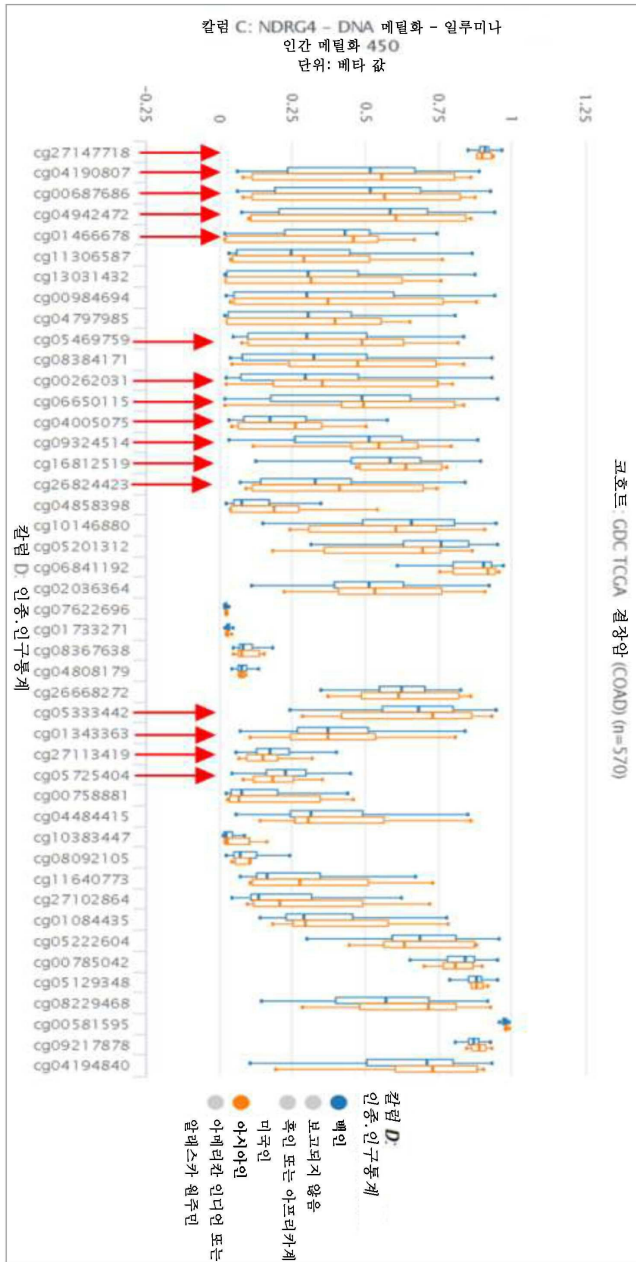 칼럼 C: NDRG4 - DNA 메틸화 - 일루미나
인간 메틸화 450
단위: 베타 값
-0.25
0
0.25
0.5
0.75
1
1.25
cg27147718
cg04190807
cg00687686
cg04942472
cg01466678
cg11306587
cg13031432
cg00984694
cg04797985
cg05469759
cg08384171
cg00262031
cg06650115
cg04005075
cg09324514
cg16812519
cg26824423
cg04858398
cg10146880
cg05201312
cg06841192
cg02036364
cg07622696
cg01733271
cg08367638
cg04808179
cg26668272
cg05333442
cg01343363
cg27113419
cg05725404
cg00758881
cg04484415
cg10383447
cg08092105
cg11640773
cg27102864
cg01084435
cg05222604
cg00785042
cg05129348
cg08229468
cg00581595
cg09217878
cg04194840
칼럼 D: 인종.인구통계
코호트: GDC TCGA 결장암 (COAD) (n=570)
칼럼 D:
인종.인구통계
백인
보고되지 않음
흑인 또는 아프리카계
미국인
아시아인
아메리칸 인디언 또는
알래스카 원주민